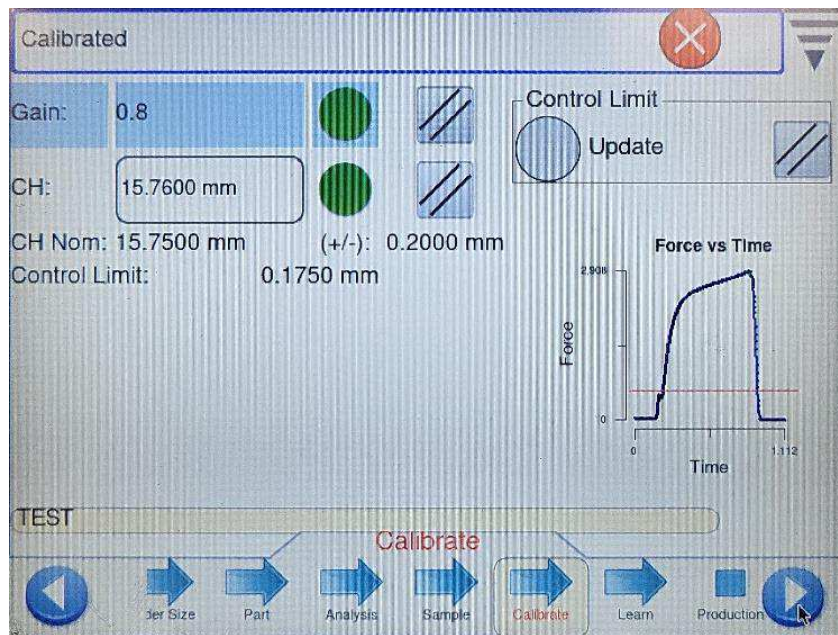 Calibrated
Gain: 0.8
Control Limit
Update
CH: 15.7600 mm
CH Nom: 15.7500 mm (+/-): 0.2000 mm
Control Limit: 0.1750 mm
Force vs Time
2.908
Force
0
0 1.112
Time
TEST
Calibrate
der Size Part Analysis Sample Calibrate Learn Production